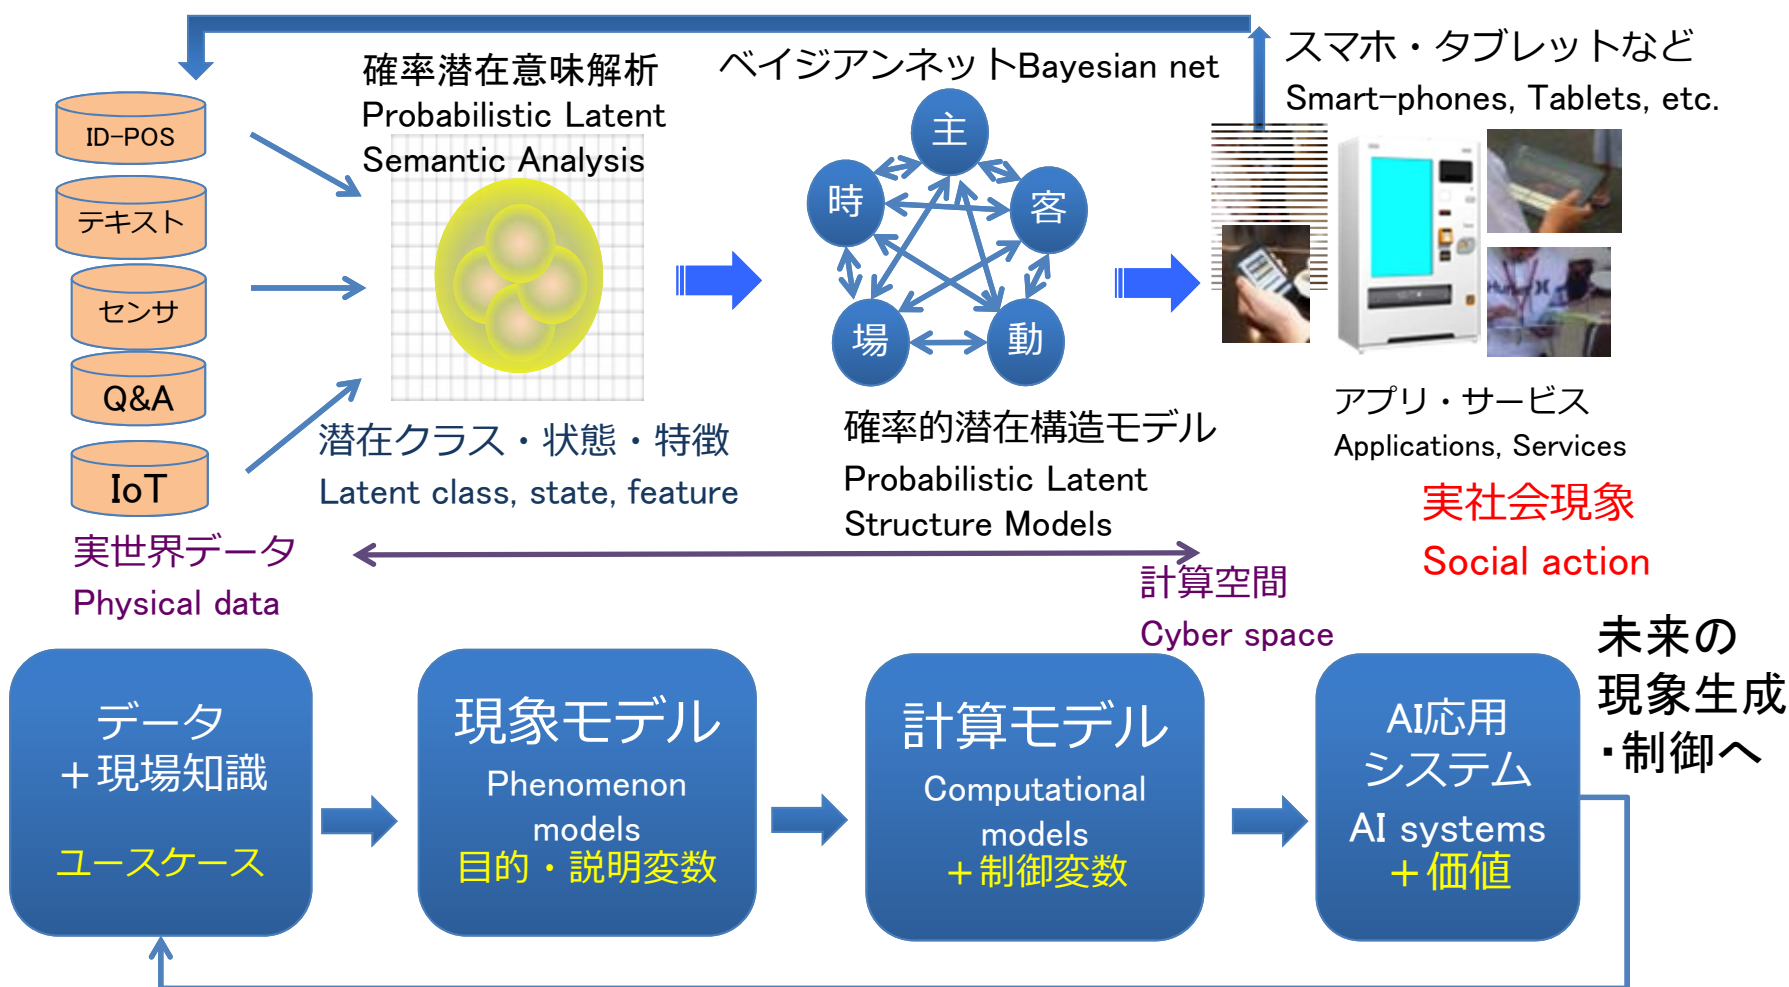 確率潜在意味解析
Probabilistic Latent
Semantic Analysis
ベイジアンネットBayesian net
スマホ・タブレットなど
Smart-phones, Tablets, etc.
ID-POS
テキスト
センサ
Q&A
IoT
主
時
客
場
動
潜在クラス・状態・特徴
Latent class, state, feature
確率的潜在構造モデル
Probabilistic Latent
Structure Models
アプリ・サービス
Applications, Services
実社会現象
Social action
実世界データ
Physical data
計算空間
Cyber space
未来の
現象生成
・制御へ
データ
＋現場知識
ユースケース
現象モデル
Phenomenon
models
目的・説明変数
計算モデル
Computational
models
＋制御変数
AI応用
システム
AI systems
＋価値